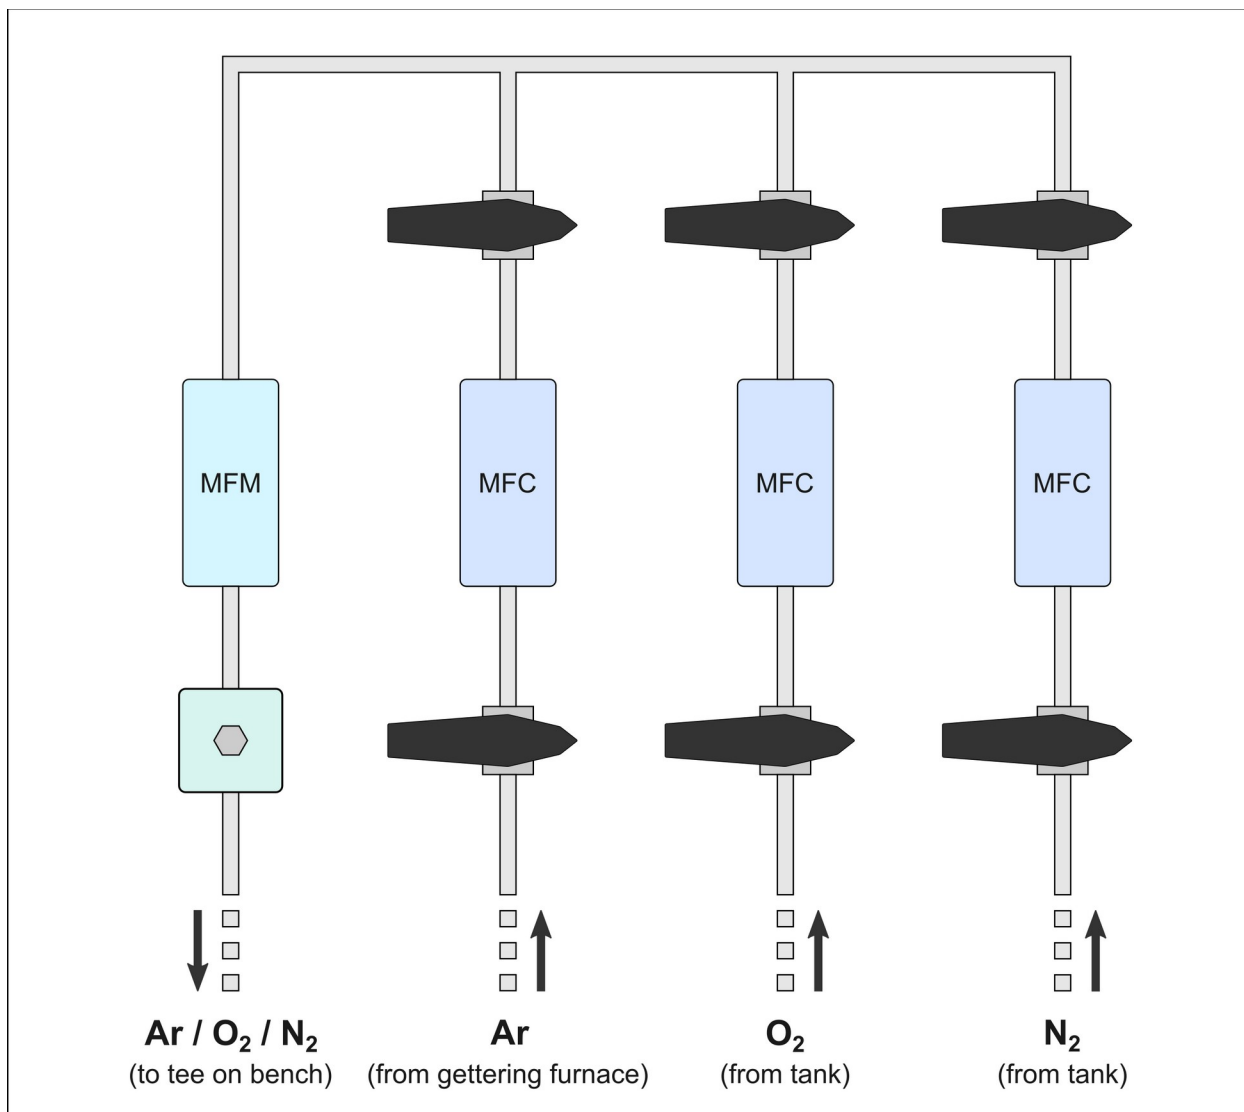 MFM
MFC
MFC
MFC
Ar / O₂ / N₂
(to tee on bench)
Ar
(from gettering furnace)
O₂
(from tank)
N₂
(from tank)